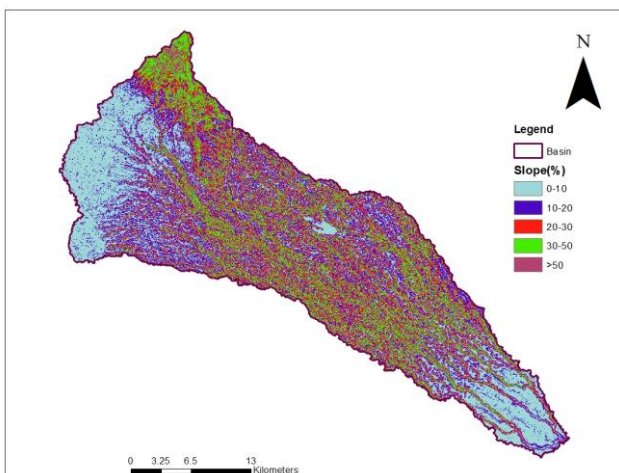 N
Legend
Basin
Slope(%)
0-10
10-20
20-30
30-50
>50
0 3.25 6.5 13
Kilometers